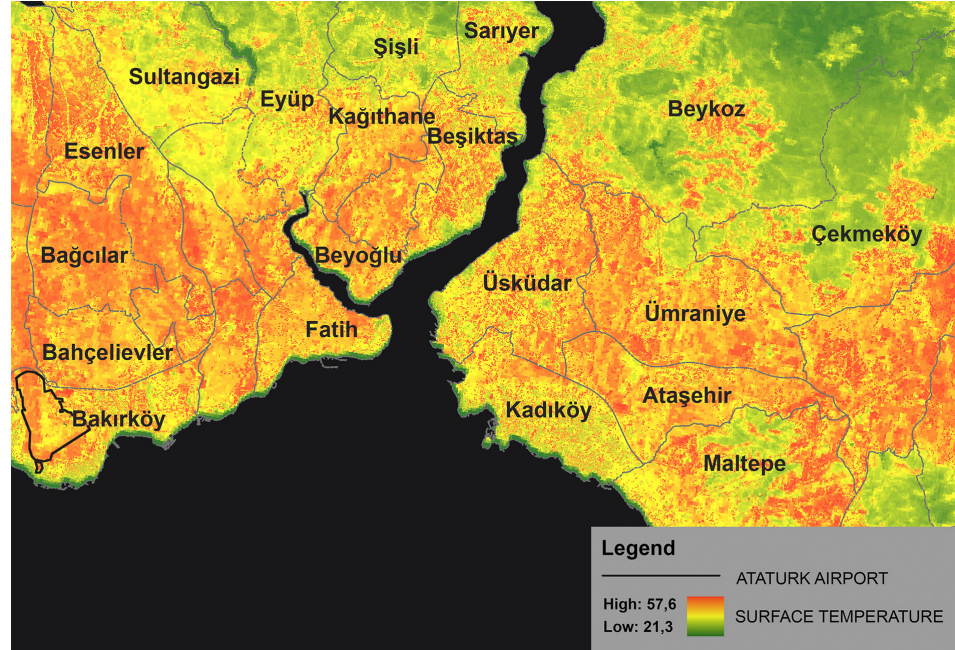 Sarıyer
Şişli
Sultangazi
Eyüp
Kağıthane
Beykoz
Beşiktaş
Esenler
Çekmeköy
Bağcılar
Beyoğlu
Üsküdar
Ümraniye
Fatih
Bahçelievler
Ataşehir
Kadıköy
Bakırköy
Maltepe
Legend
ATATURK AIRPORT
High: 57,6
Low: 21,3
SURFACE TEMPERATURE